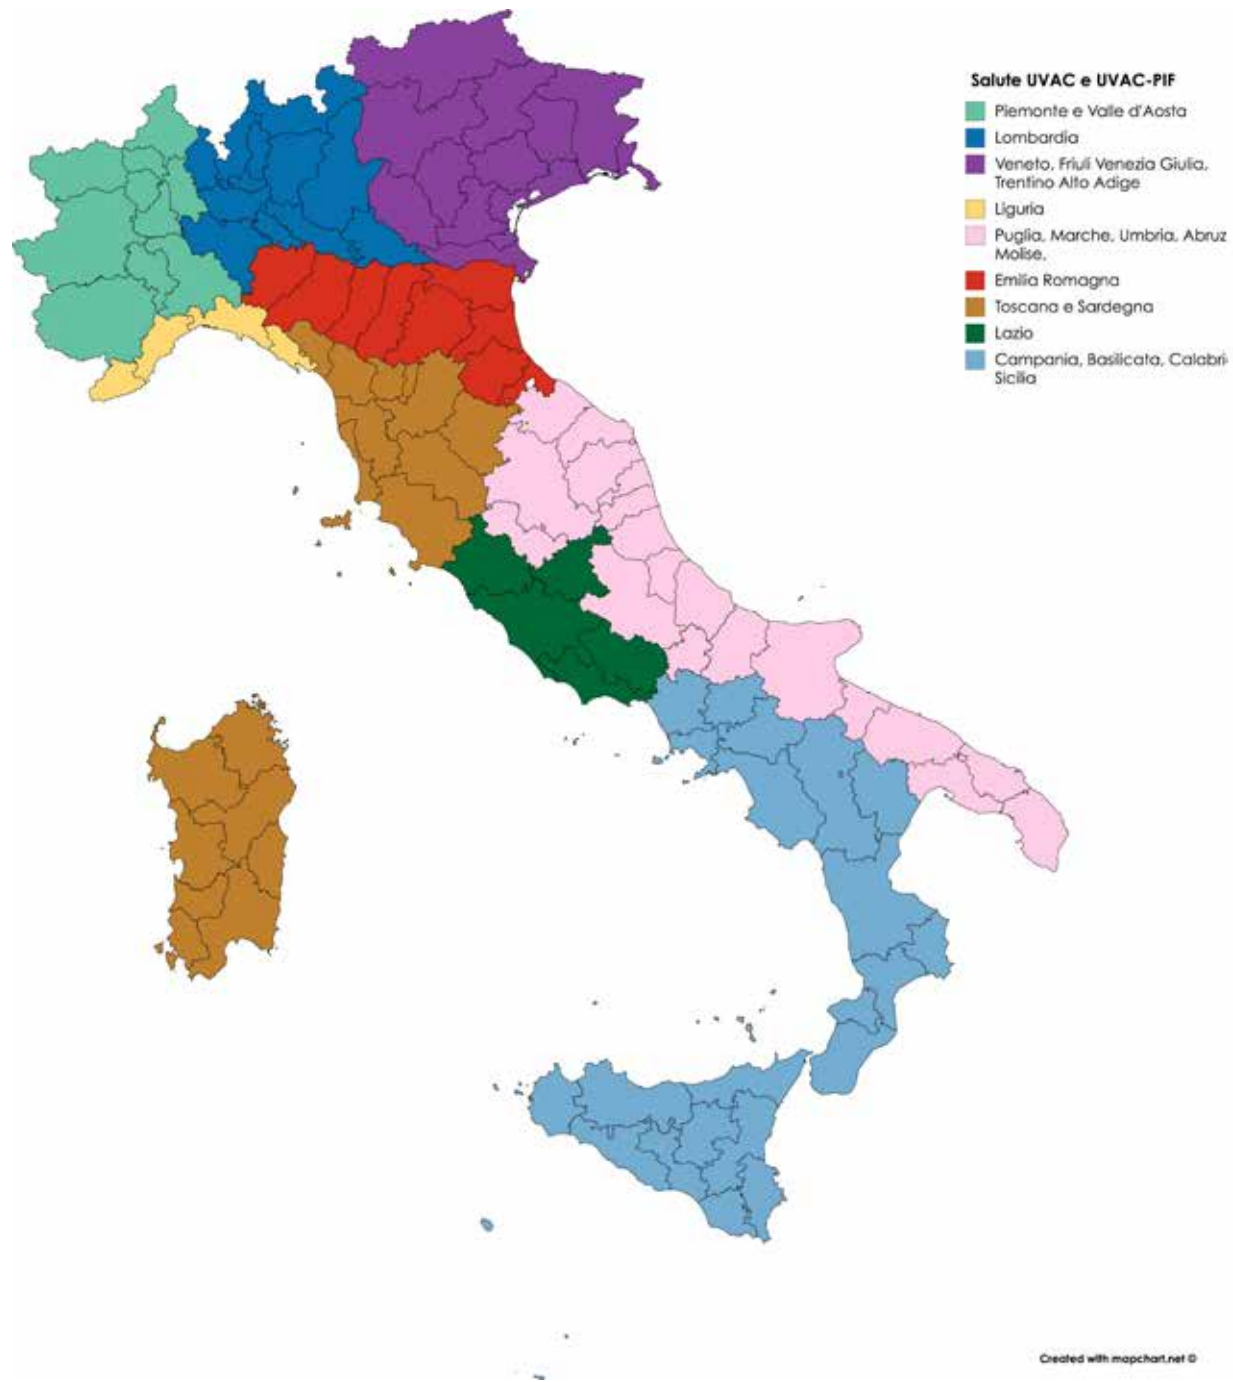 Salute UVAC e UVAC-PIF
Piemonte e Valle d'Aosta
Lombardia
Veneto, Friuli Venezia Giulia,
Trentino Alto Adige
Liguria
Puglia, Marche, Umbria, Abruz
Molise,
Emilia Romagna
Toscana e Sardegna
Lazio
Campania, Basilicata, Calabri
Sicilia
Created with mapchart.net ©